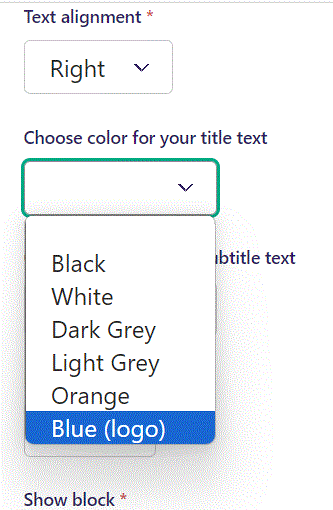 Text alignment *
Right
Choose color for your title text
ubtitle text
Black
White
Dark Grey
Light Grey
Orange
Blue (logo)
Show block *